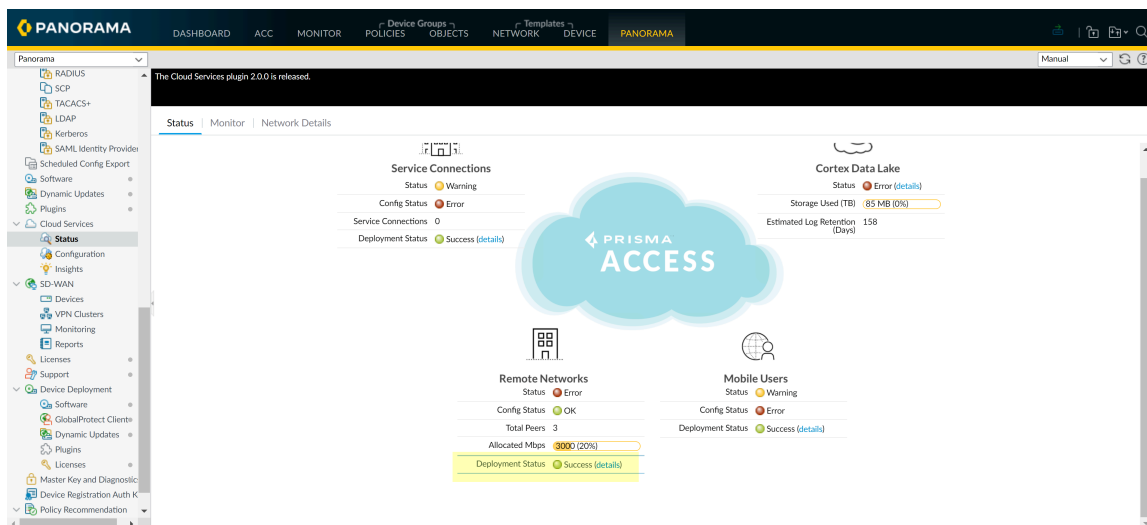 PANORAMA
DASHBOARD ACC MONITOR
Device Groups
POLICIES OBJECTS
Templates
NETWORK DEVICE
PANORAMA
Panorama
Manual
RADIUS
SCP
TACACS+
LDAP
Kerberos
SAML Identity Provider
Scheduled Config Export
Software
Dynamic Updates
Plugins
Cloud Services
Status
Configuration
Insights
SD-WAN
Devices
VPN Clusters
Monitoring
Reports
Licenses
Support
Device Deployment
Software
GlobalProtect Client
Dynamic Updates
Plugins
Licenses
Master Key and Diagnostic
Device Registration Auth K
Policy Recommendation
The Cloud Services plugin 2.0.0 is released.
Status | Monitor | Network Details
Service Connections
Status Warning
Config Status Error
Service Connections 0
Deployment Status Success (details)
Cortex Data Lake
Status Error (details)
Storage Used (TB) 85 MB (0%)
Estimated Log Retention 158
(Days)
PRISMA
ACCESS
Remote Networks
Status Error
Config Status OK
Total Peers 3
Allocated Mbps 3000 (20%)
Deployment Status Success (details)
Mobile Users
Status Warning
Config Status Error
Deployment Status Success (details)